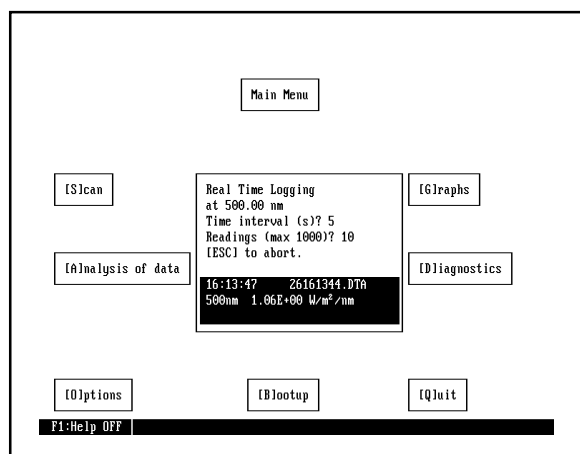 Main Menu
[S]can
Real Time Logging
at 500.00 nm
Time interval (s)? 5
Readings (max 1000)? 10
[ESC] to abort.
[G]raphs
[A]nalysis of data
16:13:47 26161344.DTA
500nm 1.06E+00 W/m²/nm
[D]iagnostics
[O]ptions
[B]ootup
[Q]uit
F1:Help OFF